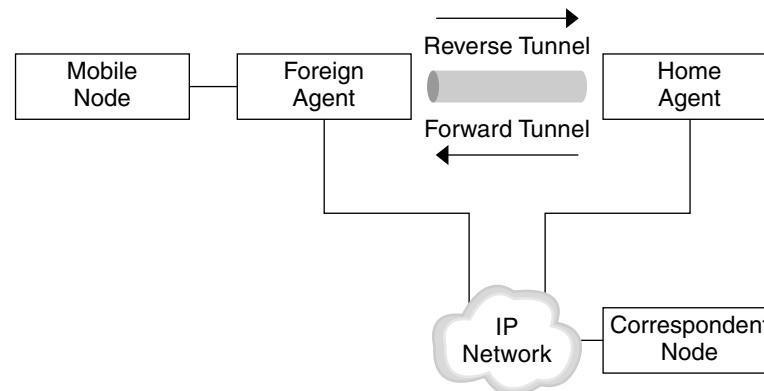 Reverse Tunnel
Mobile
Node
Foreign
Agent
Home
Agent
Forward Tunnel
IP
Network
Correspondent
Node